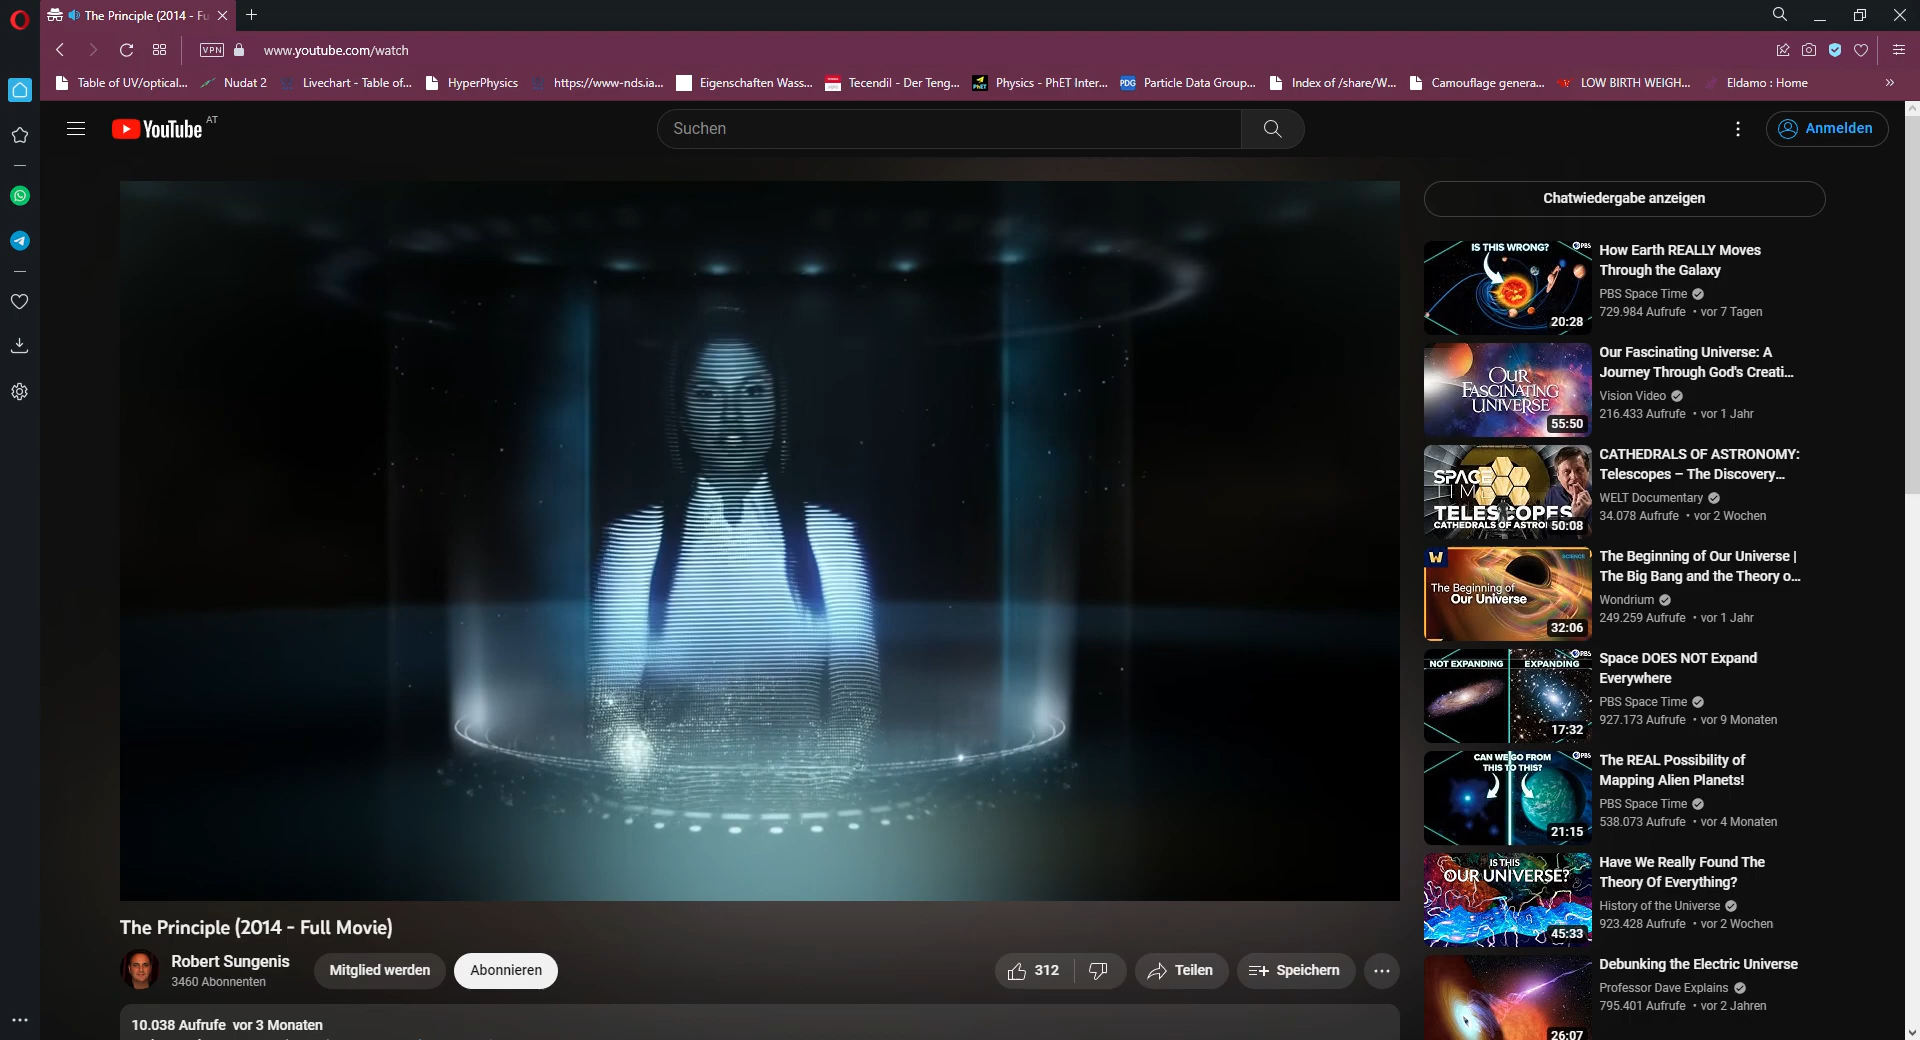 The Principle (2014 - Fu
VPN
www.youtube.com/watch
Table of UV/optical...
Nudat 2
Livechart - Table of...
HyperPhysics
https://www-nds.ia...
Eigenschaften Wass...
Tecendil - Der Teng...
Physics - PhET Inter...
PDG
Particle Data Group...
Index of /share/W...
Camouflage genera...
LOW BIRTH WEIGH...
Eldamo : Home
YouTube AT
Suchen
Anmelden
Chatwiedergabe anzeigen
IS THIS WRONG?
PBS
20:28
How Earth REALLY Moves
Through the Galaxy
PBS Space Time
729.984 Aufrufe • vor 7 Tagen
OUR
FASCINATING
UNIVERSE
55:50
Our Fascinating Universe: A
Journey Through God's Creati...
Vision Video
216.433 Aufrufe • vor 1 Jahr
SPACE
TIME
TELESCOPES
CATHEDRALS OF ASTRO
50:08
CATHEDRALS OF ASTRONOMY:
Telescopes – The Discovery...
WELT Documentary
34.078 Aufrufe • vor 2 Wochen
W
SCIENCE
The Beginning of
Our Universe
32:06
The Beginning of Our Universe |
The Big Bang and the Theory o...
Wondrium
249.259 Aufrufe • vor 1 Jahr
PBS
NOT EXPANDING
EXPANDING
17:32
Space DOES NOT Expand
Everywhere
PBS Space Time
927.173 Aufrufe • vor 9 Monaten
CAN WE GO FROM
THIS TO THIS?
PBS
21:15
The REAL Possibility of
Mapping Alien Planets!
PBS Space Time
538.073 Aufrufe • vor 4 Monaten
IS THIS
OUR UNIVERSE?
45:33
Have We Really Found The
Theory Of Everything?
History of the Universe
923.428 Aufrufe • vor 2 Wochen
26:07
Debunking the Electric Universe
Professor Dave Explains
795.401 Aufrufe • vor 2 Jahren
The Principle (2014 - Full Movie)
Robert Sungenis
3460 Abonnenten
Mitglied werden
Abonnieren
312
Teilen
Speichern
10.038 Aufrufe vor 3 Monaten